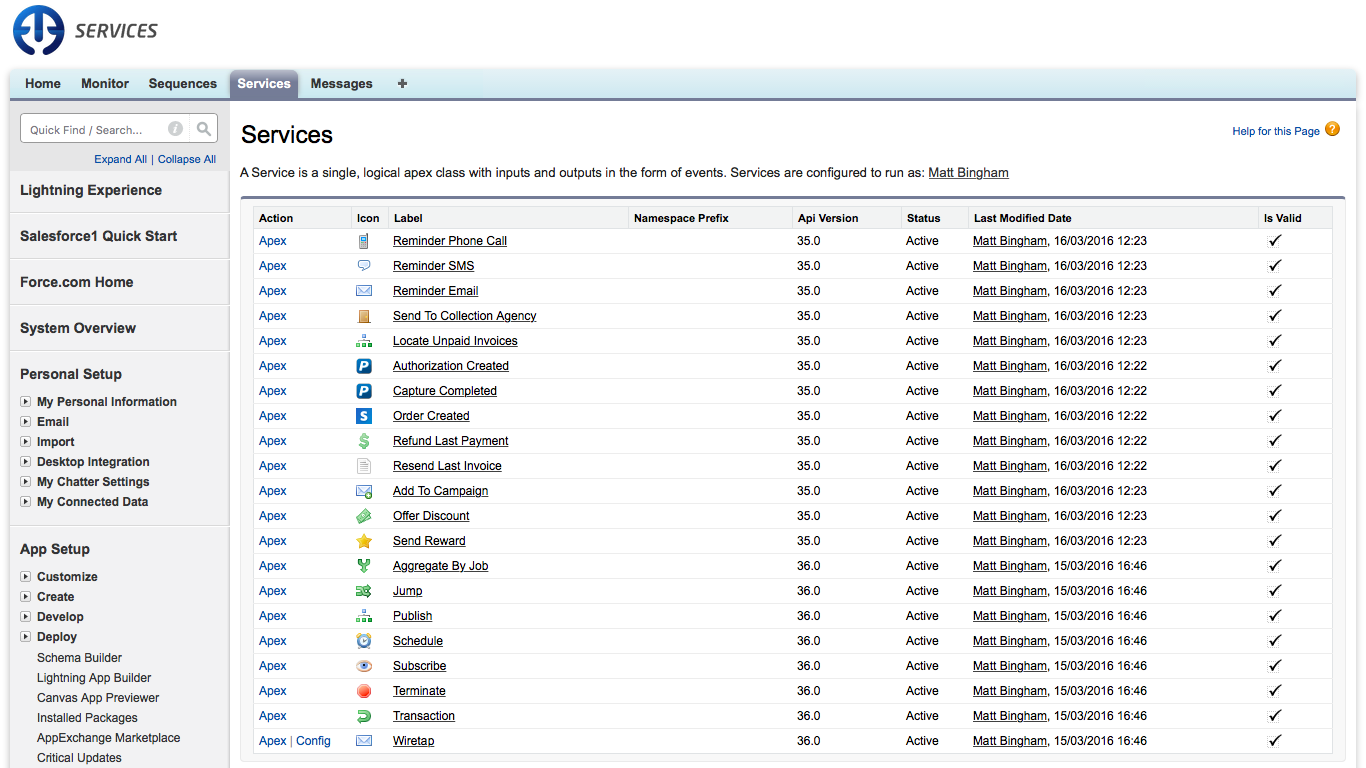 SERVICES
Home Monitor Sequences Services Messages +
Quick Find / Search... i
Expand All | Collapse All
Lightning Experience
Salesforce1 Quick Start
Force.com Home
System Overview
Personal Setup
My Personal Information
Email
Import
Desktop Integration
My Chatter Settings
My Connected Data
App Setup
Customize
Create
Develop
Deploy
Schema Builder
Lightning App Builder
Canvas App Previewer
Installed Packages
AppExchange Marketplace
Critical Updates
Services
Help for this Page ?
A Service is a single, logical apex class with inputs and outputs in the form of events. Services are configured to run as: Matt Bingham
Action Icon Label Namespace Prefix Api Version Status Last Modified Date Is Valid
Apex Reminder Phone Call 35.0 Active Matt Bingham, 16/03/2016 12:23
Apex Reminder SMS 35.0 Active Matt Bingham, 16/03/2016 12:23
Apex Reminder Email 35.0 Active Matt Bingham, 16/03/2016 12:23
Apex Send To Collection Agency 35.0 Active Matt Bingham, 16/03/2016 12:23
Apex Locate Unpaid Invoices 35.0 Active Matt Bingham, 16/03/2016 12:23
Apex P Authorization Created 35.0 Active Matt Bingham, 16/03/2016 12:22
Apex P Capture Completed 35.0 Active Matt Bingham, 16/03/2016 12:22
Apex S Order Created 35.0 Active Matt Bingham, 16/03/2016 12:22
Apex $ Refund Last Payment 35.0 Active Matt Bingham, 16/03/2016 12:22
Apex Resend Last Invoice 35.0 Active Matt Bingham, 16/03/2016 12:22
Apex Add To Campaign 35.0 Active Matt Bingham, 16/03/2016 12:23
Apex Offer Discount 35.0 Active Matt Bingham, 16/03/2016 12:23
Apex Send Reward 35.0 Active Matt Bingham, 16/03/2016 12:23
Apex Aggregate By Job 36.0 Active Matt Bingham, 15/03/2016 16:46
Apex Jump 36.0 Active Matt Bingham, 15/03/2016 16:46
Apex Publish 36.0 Active Matt Bingham, 15/03/2016 16:46
Apex Schedule 36.0 Active Matt Bingham, 15/03/2016 16:46
Apex Subscribe 36.0 Active Matt Bingham, 15/03/2016 16:46
Apex Terminate 36.0 Active Matt Bingham, 15/03/2016 16:46
Apex Transaction 36.0 Active Matt Bingham, 15/03/2016 16:46
Apex | Config Wiretap 36.0 Active Matt Bingham, 15/03/2016 16:46